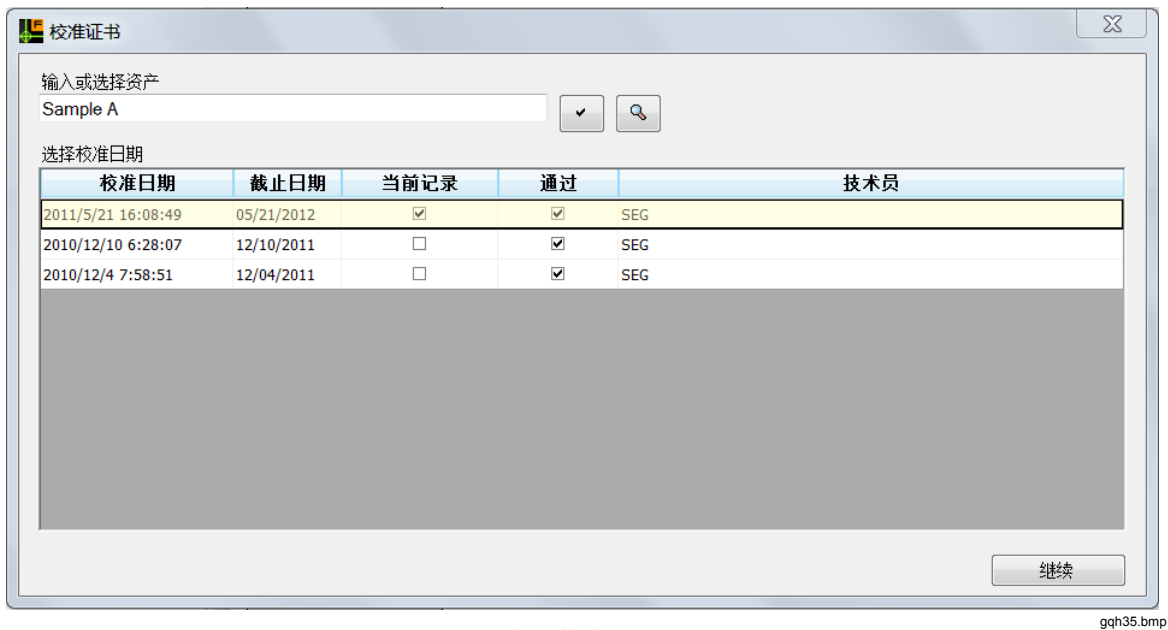 校准证书
输入或选择资产
Sample A
选择校准日期
校准日期 截止日期 当前记录 通过 技术员
2011/5/21 16:08:49 05/21/2012 SEG
2010/12/10 6:28:07 12/10/2011 SEG
2010/12/4 7:58:51 12/04/2011 SEG
继续
gqh35.bmp